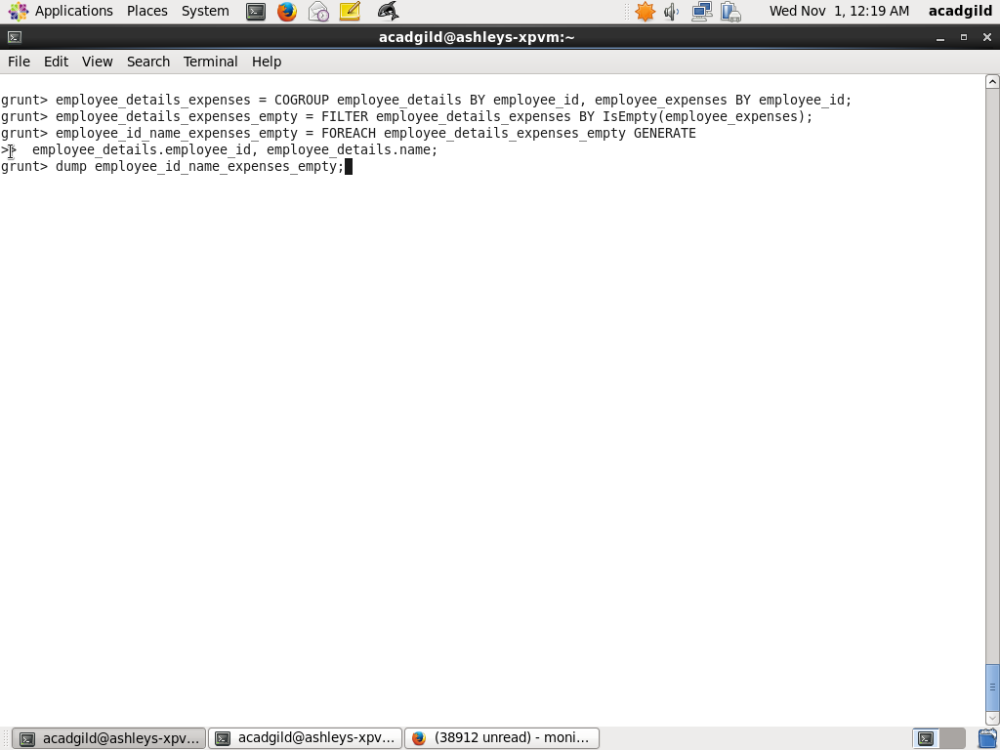 Applications Places System Wed Nov 1, 12:19 AM acadgild
acadgild@ashleys-xpvm:~
File Edit View Search Terminal Help
grunt> employee_details_expenses = COGROUP employee_details BY employee_id, employee_expenses BY employee_id;
grunt> employee_details_expenses_empty = FILTER employee_details_expenses BY IsEmpty(employee_expenses);
grunt> employee_id_name_expenses_empty = FOREACH employee_details_expenses_empty GENERATE
>> employee_details.employee_id, employee_details.name;
grunt> dump employee_id_name_expenses_empty;
acadgild@ashleys-xpv... acadgild@ashleys-xpv... (38912 unread) - moni...